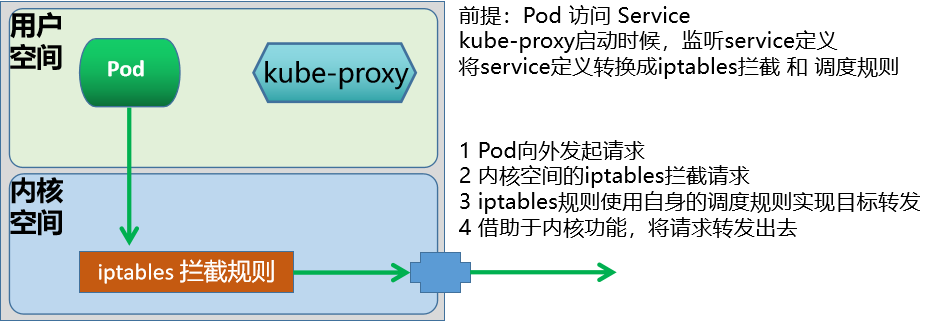 用户
空间
Pod
kube-proxy
内核
空间
iptables 拦截规则
前提：Pod 访问 Service
kube-proxy启动时候，监听service定义
将service定义转换成iptables拦截 和 调度规则
1 Pod向外发起请求
2 内核空间的iptables拦截请求
3 iptables规则使用自身的调度规则实现目标转发
4 借助于内核功能，将请求转发出去